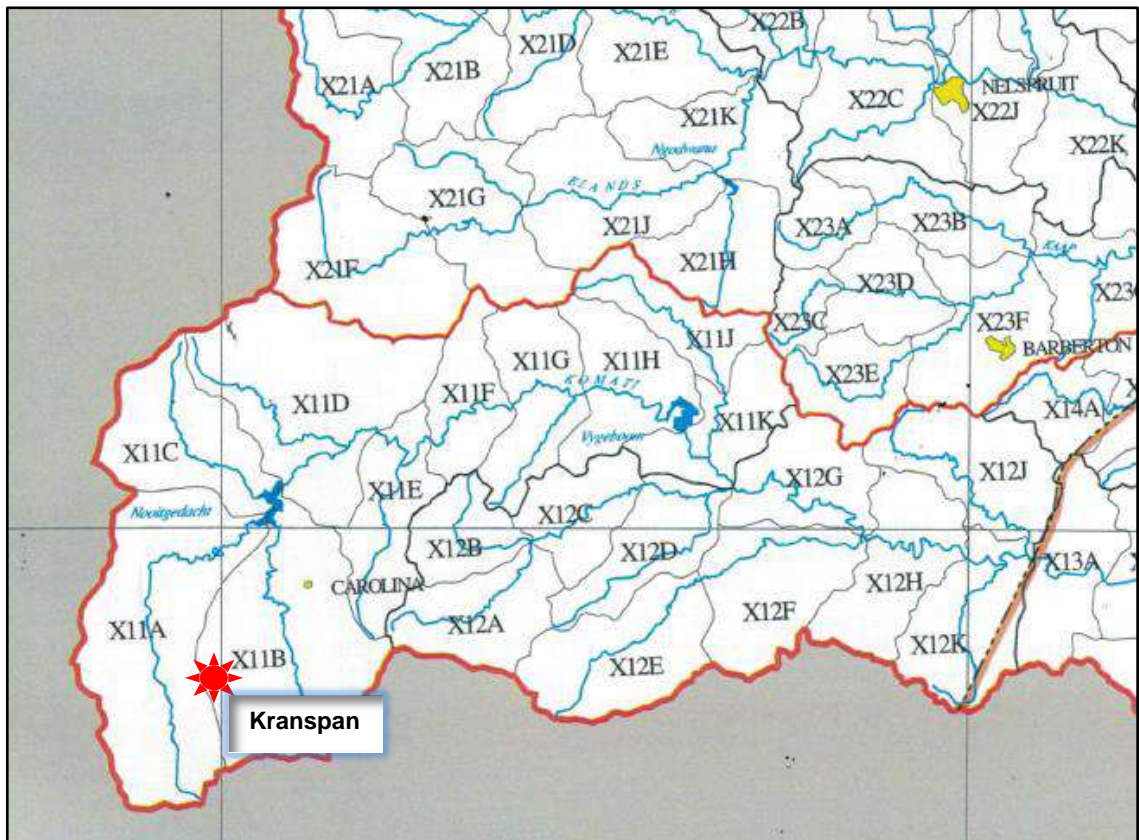 X22B
X21D
X21E
X21B
X21A
NELSPRUIT
X22C
X22J
X21K
Ngodwana
X22K
ELANDS
X21G
X23A
X23B
X21J
KAAP
X21F
X21H
X23D
X23C
X23F
X11J
BARBERTON
X11G
X11H
X23E
KOMATI
X11F
X11D
X14A
X11K
Vygeboom
X11C
X12G
X12J
X11E
Nooitgedacht
X12C
X12B
X12D
X13A
CAROLINA
X12H
X12F
X11A
X12A
X12K
X11B
X12E
Kranspan